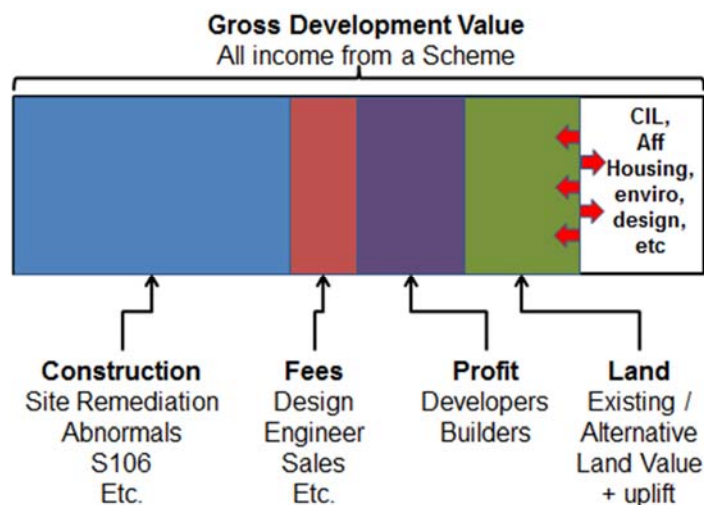 Gross Development Value
All income from a Scheme
CIL,
Aff
Housing,
enviro,
design,
etc
Construction
Site Remediation
Abnormals
S106
Etc.
Fees
Design
Engineer
Sales
Etc.
Profit
Developers
Builders
Land
Existing /
Alternative
Land Value
+ uplift